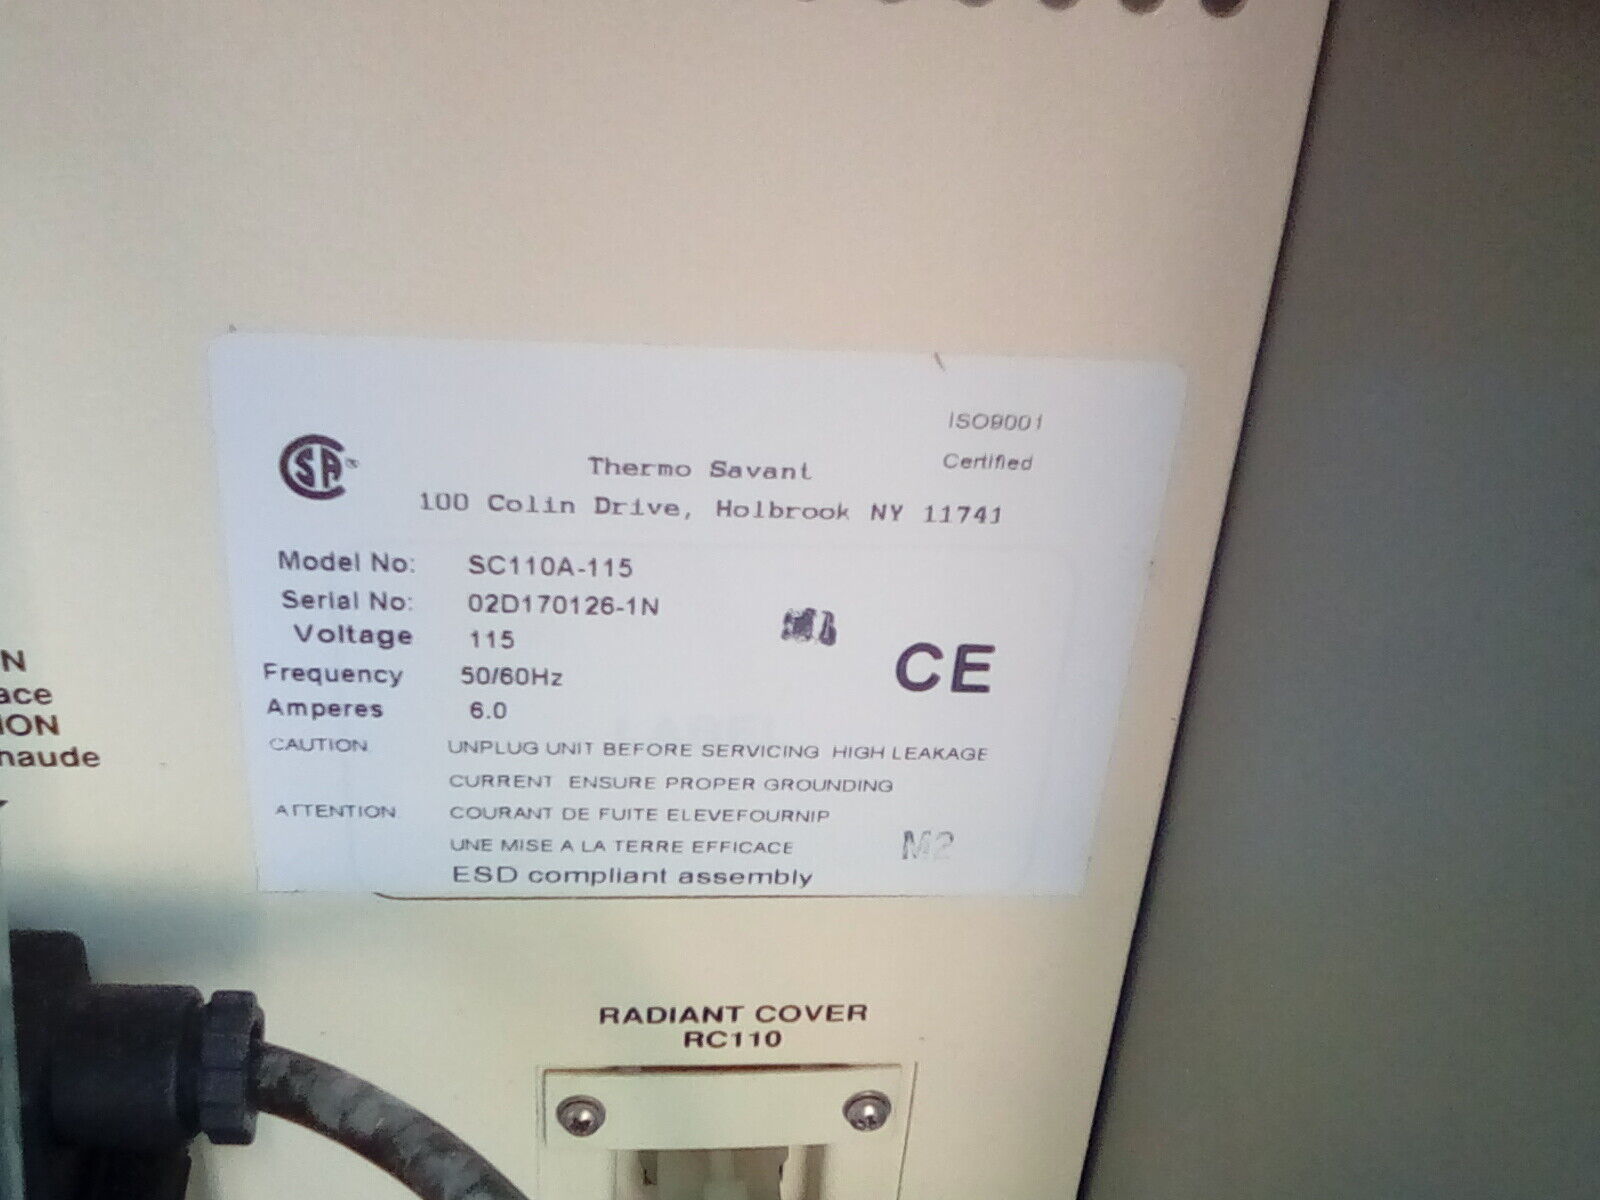 CSA®
ISO9001
Certified
Thermo Savant
100 Colin Drive, Holbrook NY 11741
Model No: SC110A-115
Serial No: 02D170126-1N
Voltage 115
Frequency 50/60Hz
Amperes 6.0
CE
CAUTION UNPLUG UNIT BEFORE SERVICING HIGH LEAKAGE
CURRENT ENSURE PROPER GROUNDING
ATTENTION COURANT DE FUITE ELEVEFOURNIP
UNE MISE A LA TERRE EFFICACE
M2
ESD compliant assembly
N
ace
ION
haude
RADIANT COVER
RC110